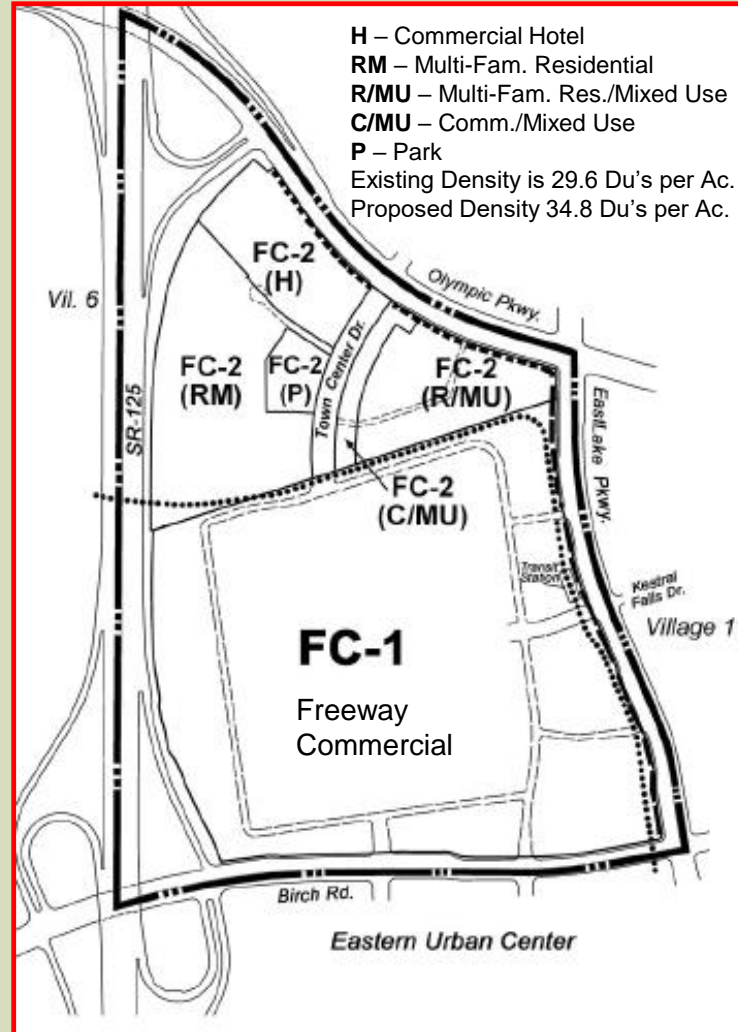 H – Commercial Hotel
RM – Multi-Fam. Residential
R/MU – Multi-Fam. Res./Mixed Use
C/MU – Comm./Mixed Use
P – Park
Existing Density is 29.6 Du's per Ac.
Proposed Density 34.8 Du's per Ac.
Olympic Pkwy.
FC-2
(H)
Vil. 6
SR-125
FC-2
(RM)
FC-2
(P)
Town Center Dr.
FC-2
(R/MU)
EastLake Pkwy.
FC-2
(C/MU)
Transit
Station
Kestral
Falls Dr.
Village 1
FC-1
Freeway
Commercial
Birch Rd.
Eastern Urban Center